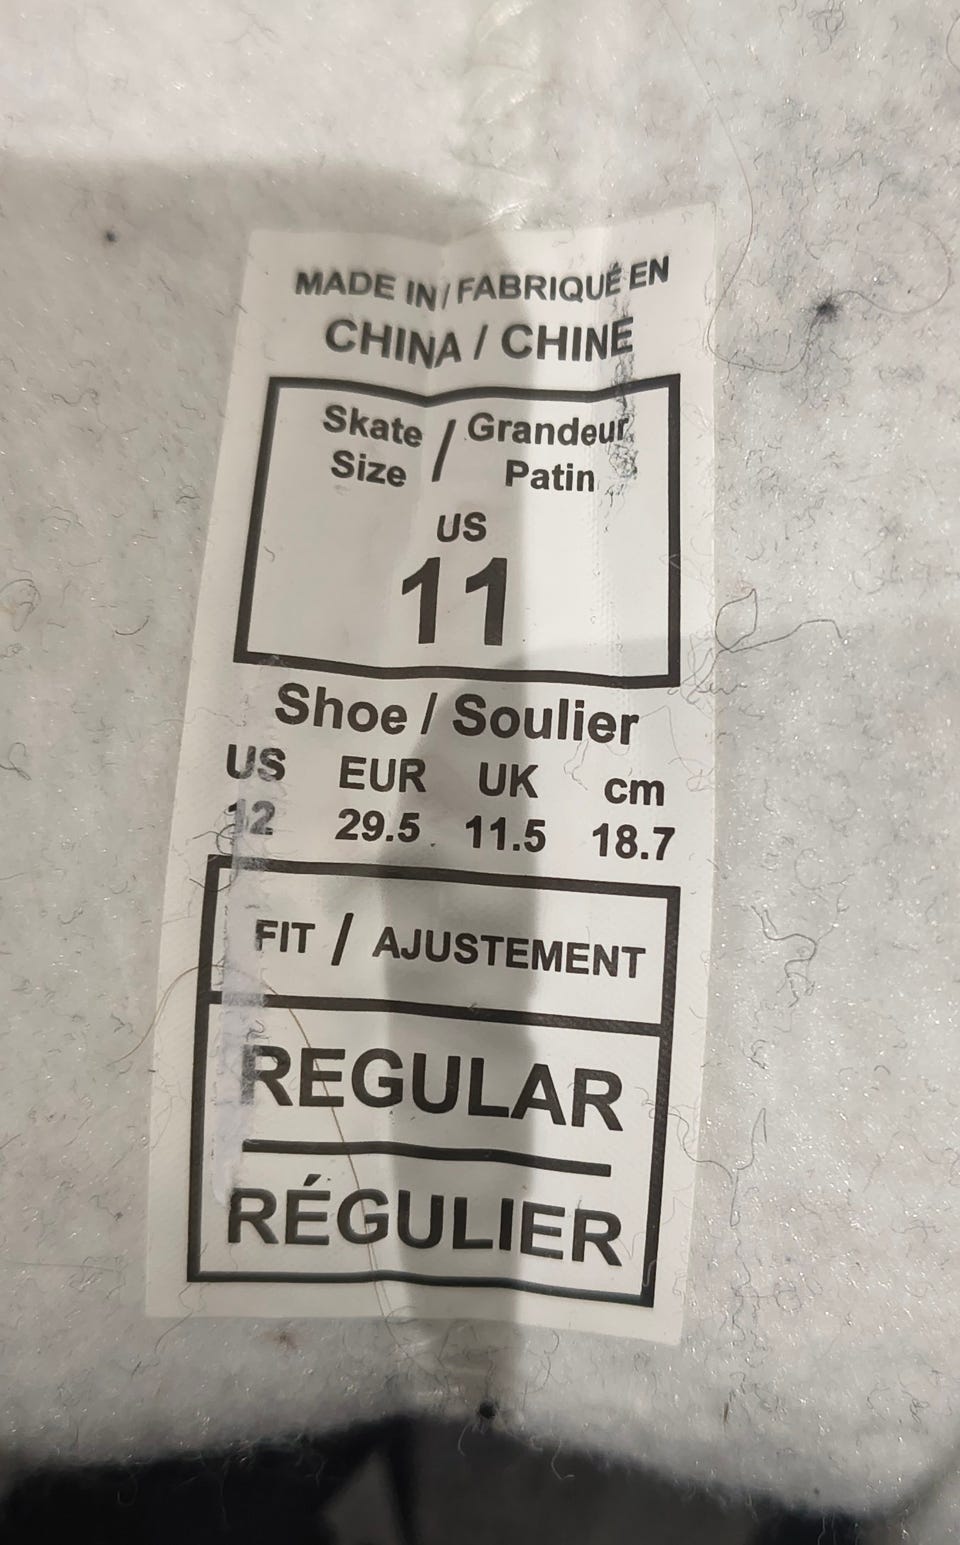 MADE IN / FABRIQUÉ EN
CHINA / CHINE
Skate / Grandeur
Size Patin
US
11
Shoe / Soulier
US EUR UK cm
12 29.5 11.5 18.7
FIT / AJUSTEMENT
REGULAR
RÉGULIER